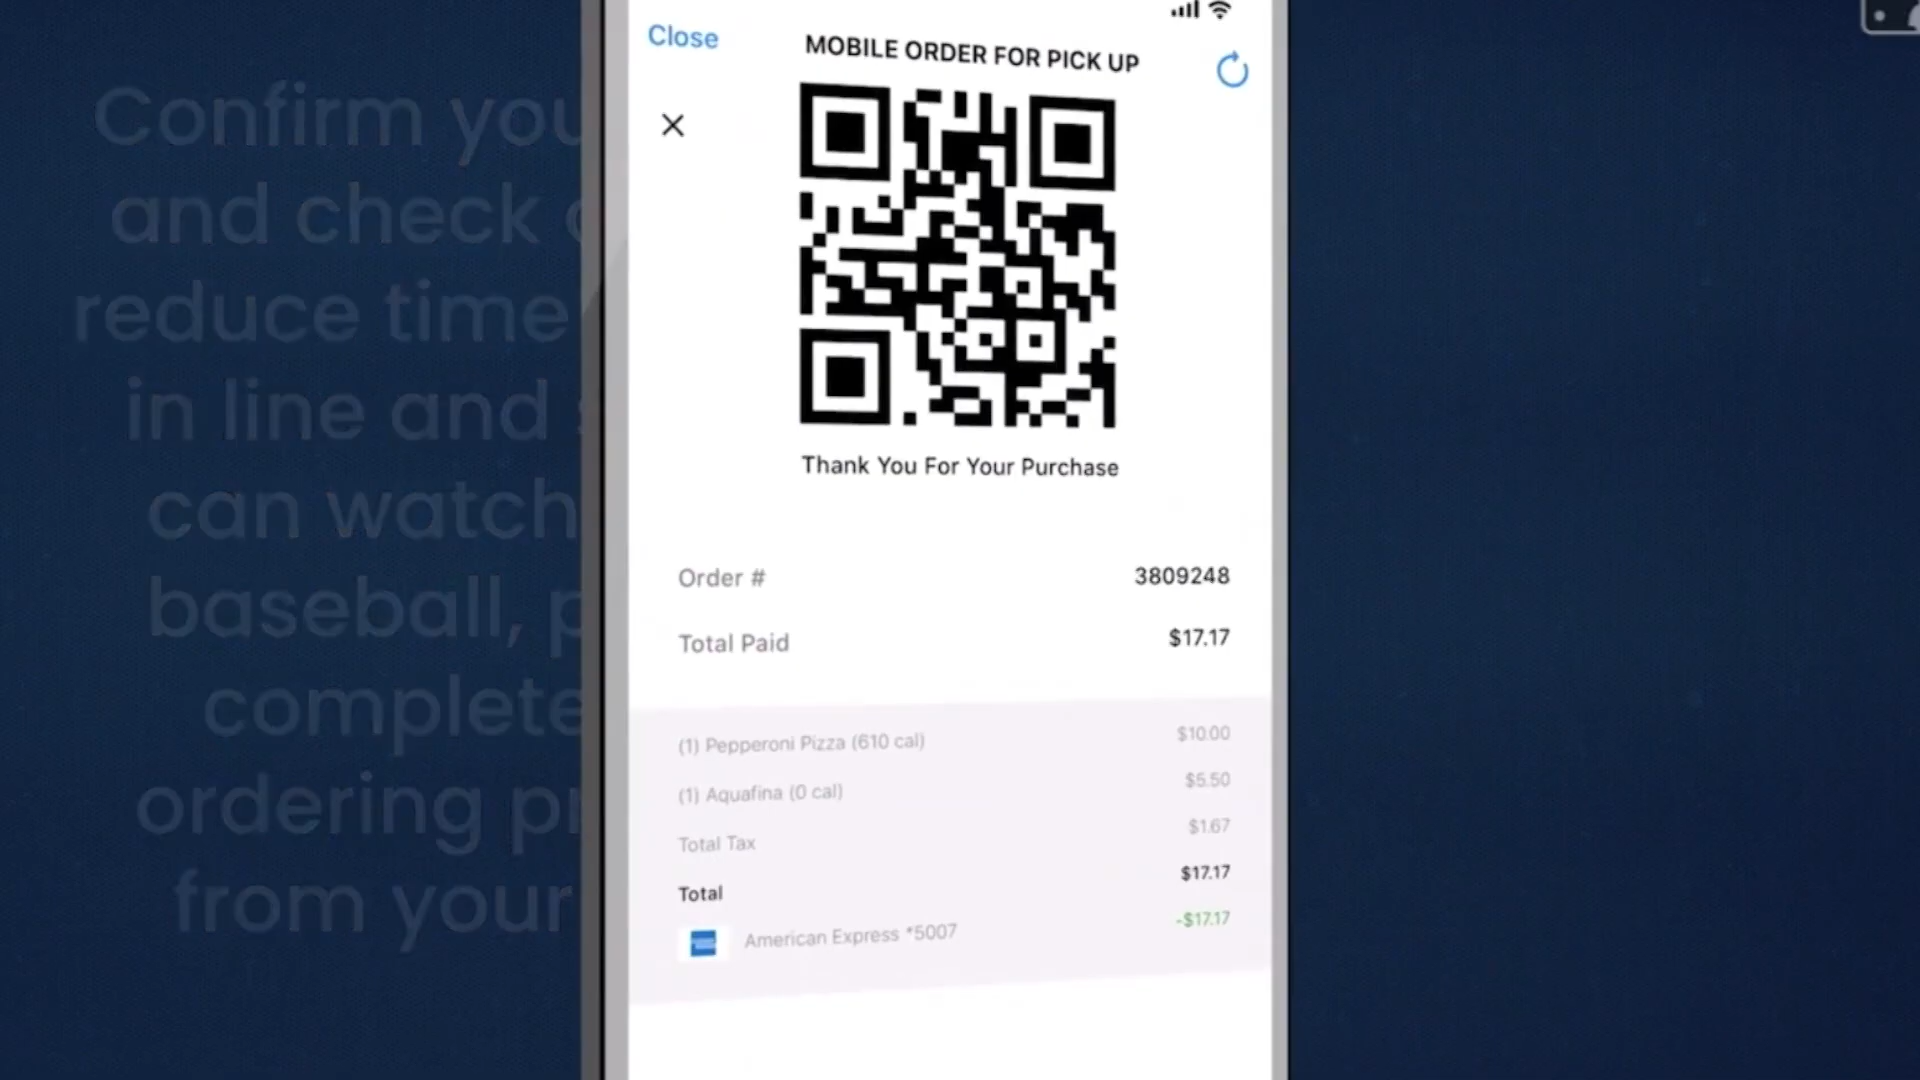 Confirm you
and check
reduce time
in line and
can watch
baseball,
complete
ordering
from your
Close
MOBILE ORDER FOR PICK UP
Thank You For Your Purchase
Order # 3809248
Total Paid $17.17
(1) Pepperoni Pizza (610 cal) $10.00
(1) Aquafina (0 cal) $5.50
Total Tax $1.67
Total $17.17
American Express *5007 -$17.17